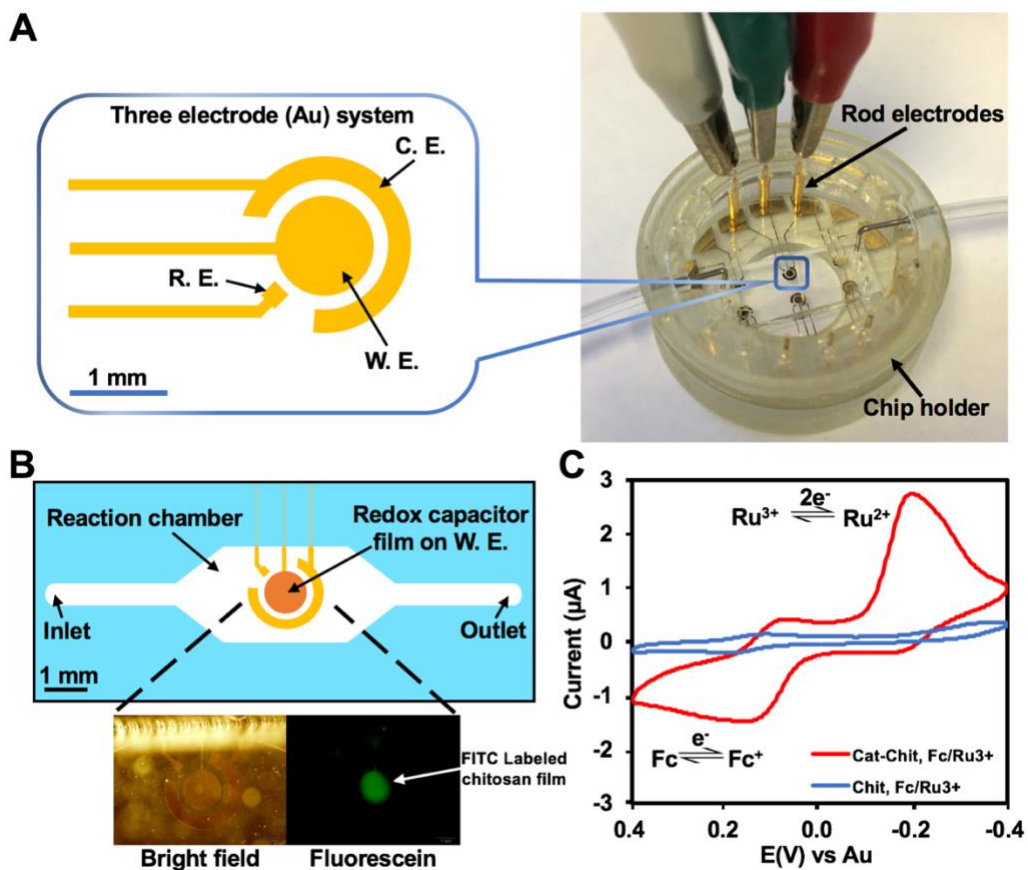 A
Three electrode (Au) system
C. E.
R. E.
W. E.
1 mm
Rod electrodes
Chip holder
B
Reaction chamber
Redox capacitor
film on W. E.
Inlet
Outlet
1 mm
FITC Labeled
chitosan film
Bright field
Fluorescein
C
3
2
1
0
-1
-2
-3
Current (µA)
2e-
Ru3+ ⇌ Ru2+
e-
Fc ⇌ Fc+
Cat-Chit, Fc/Ru3+
Chit, Fc/Ru3+
0.4 0.2 0.0 -0.2 -0.4
E(V) vs Au